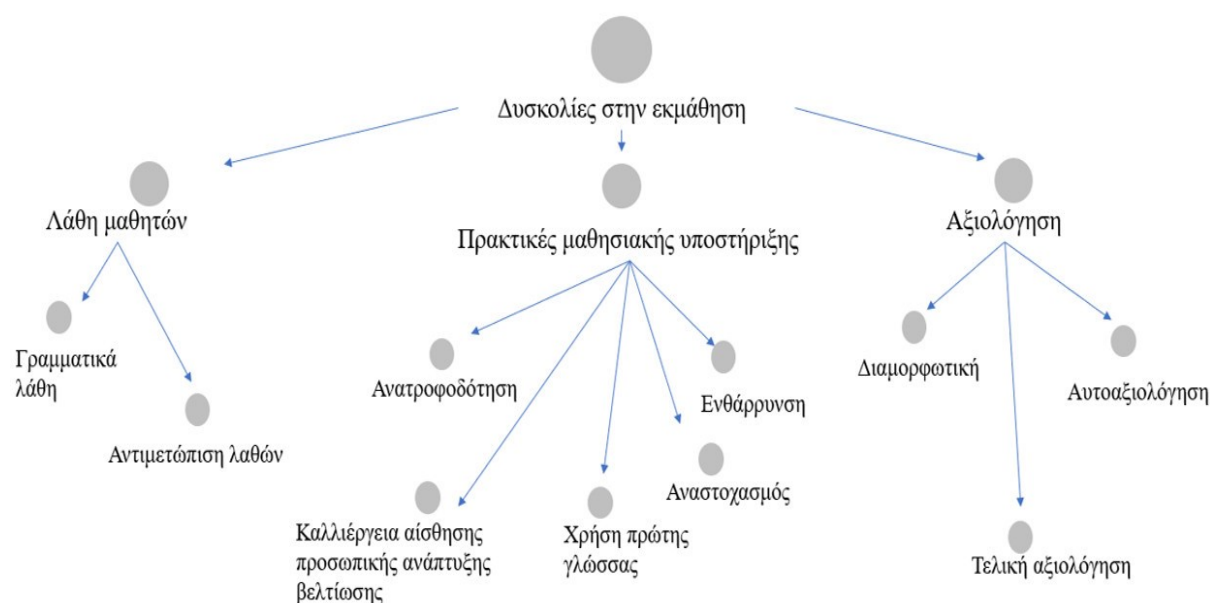 Δυσκολίες στην εκμάθηση
Λάθη μαθητών
Πρακτικές μαθησιακής υποστήριξης
Αξιολόγηση
Γραμματικά
λάθη
Αντιμετώπιση λαθών
Ανατροφοδότηση
Καλλιέργεια αίσθησης
προσωπικής ανάπτυξης
βελτίωσης
Χρήση πρώτης
γλώσσας
Αναστοχασμός
Ενθάρρυνση
Διαμορφωτική
Τελική αξιολόγηση
Αυτοαξιολόγηση